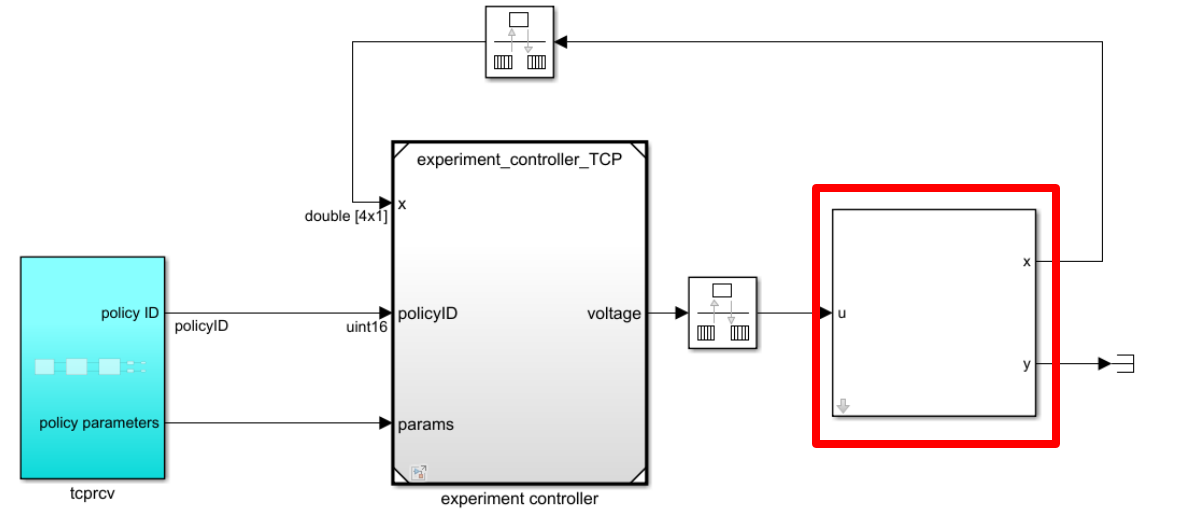 experiment_controller_TCP
x
double [4x1]
policy ID
policyID
uint16
policyID
voltage
u
x
y
policy parameters
params
tcprcv
experiment controller